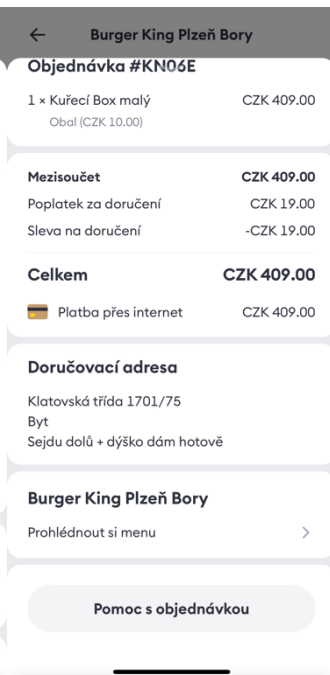 Burger King Plzeň Bory
Objednávka #KN06E
1 × Kuřecí Box malý CZK 409.00
Obal (CZK 10.00)
Mezisoučet CZK 409.00
Poplatek za doručení CZK 19.00
Sleva na doručení -CZK 19.00
Celkem CZK 409.00
Platba přes internet CZK 409.00
Doručovací adresa
Klatovská třída 1701/75
Byt
Sejdu dolů + dýško dám hotově
Burger King Plzeň Bory
Prohlédnout si menu
Pomoc s objednávkou